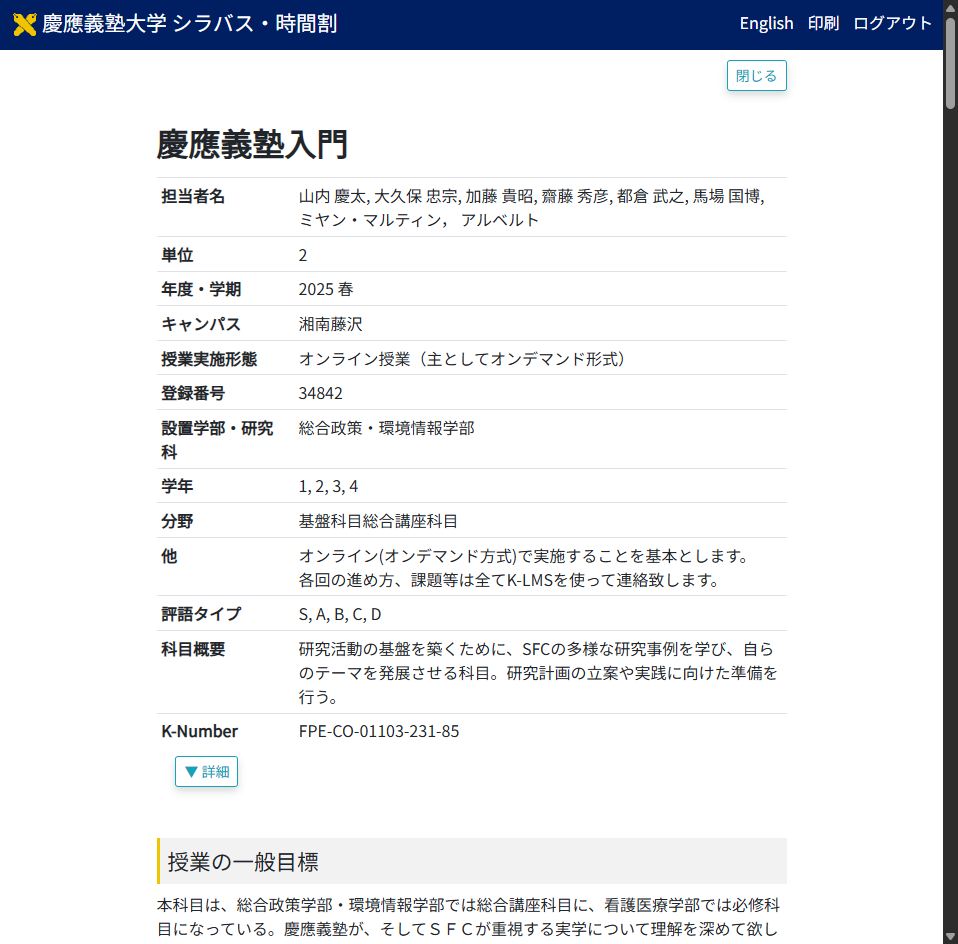 慶應義塾大学 シラバス・時間割
English 印刷 ログアウト
閉じる
慶應義塾入門
担当者名 山内 慶太, 大久保 忠宗, 加藤 貴昭, 齋藤 秀彦, 都倉 武之, 馬場 国博,
ミヤン・マルティン， アルベルト
単位 2
年度・学期 2025 春
キャンパス 湘南藤沢
授業実施形態 オンライン授業（主としてオンデマンド形式）
登録番号 34842
設置学部・研究 総合政策・環境情報学部
科
学年 1, 2, 3, 4
分野 基盤科目総合講座科目
他 オンライン(オンデマンド方式)で実施することを基本とします。
各回の進め方、課題等は全てK-LMSを使って連絡致します。
評語タイプ S, A, B, C, D
科目概要 研究活動の基盤を築くために、SFCの多様な研究事例を学び、自ら
のテーマを発展させる科目。研究計画の立案や実践に向けた準備を
行う。
K-Number FPE-CO-01103-231-85
▼ 詳細
授業の一般目標
本科目は、総合政策学部・環境情報学部では総合講座科目に、看護医療学部では必修科
目になっている。慶應義塾が、そしてＳＦＣが重視する実学について理解を深めて欲し